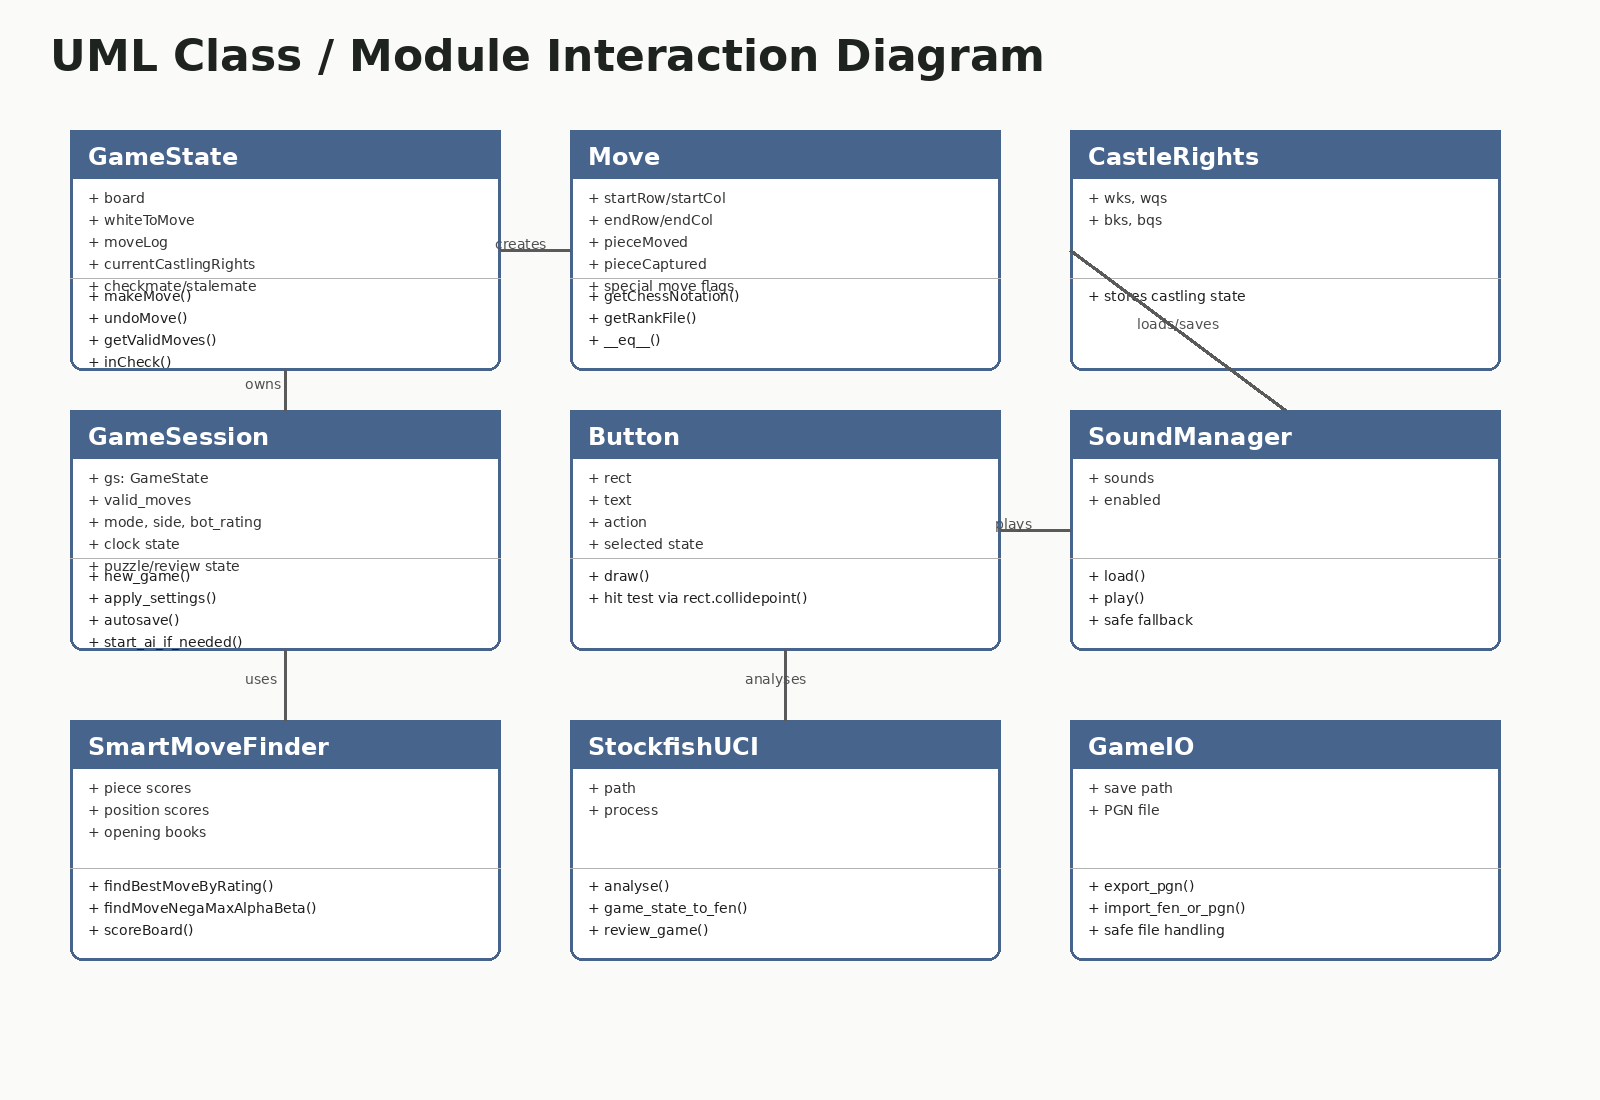 UML Class / Module Interaction Diagram
GameState
+ board
+ whiteToMove
+ moveLog
+ currentCastlingRights
+ checkmate/stalemate
+ makeMove()
+ undoMove()
+ getValidMoves()
+ inCheck()
creates
Move
+ startRow/startCol
+ endRow/endCol
+ pieceMoved
+ pieceCaptured
+ special move flags
+ getChessNotation()
+ getRankFile()
+ __eq__()
CastleRights
+ wks, wqs
+ bks, bqs
+ stores castling state
loads/saves
owns
GameSession
+ gs: GameState
+ valid_moves
+ mode, side, bot_rating
+ clock state
+ puzzle/review state
+ new_game()
+ apply_settings()
+ autosave()
+ start_ai_if_needed()
Button
+ rect
+ text
+ action
+ selected state
+ draw()
+ hit test via rect.collidepoint()
plays
SoundManager
+ sounds
+ enabled
+ load()
+ play()
+ safe fallback
uses
analyses
SmartMoveFinder
+ piece scores
+ position scores
+ opening books
+ findBestMoveByRating()
+ findMoveNegaMaxAlphaBeta()
+ scoreBoard()
StockfishUCI
+ path
+ process
+ analyse()
+ game_state_to_fen()
+ review_game()
GameIO
+ save path
+ PGN file
+ export_pgn()
+ import_fen_or_pgn()
+ safe file handling